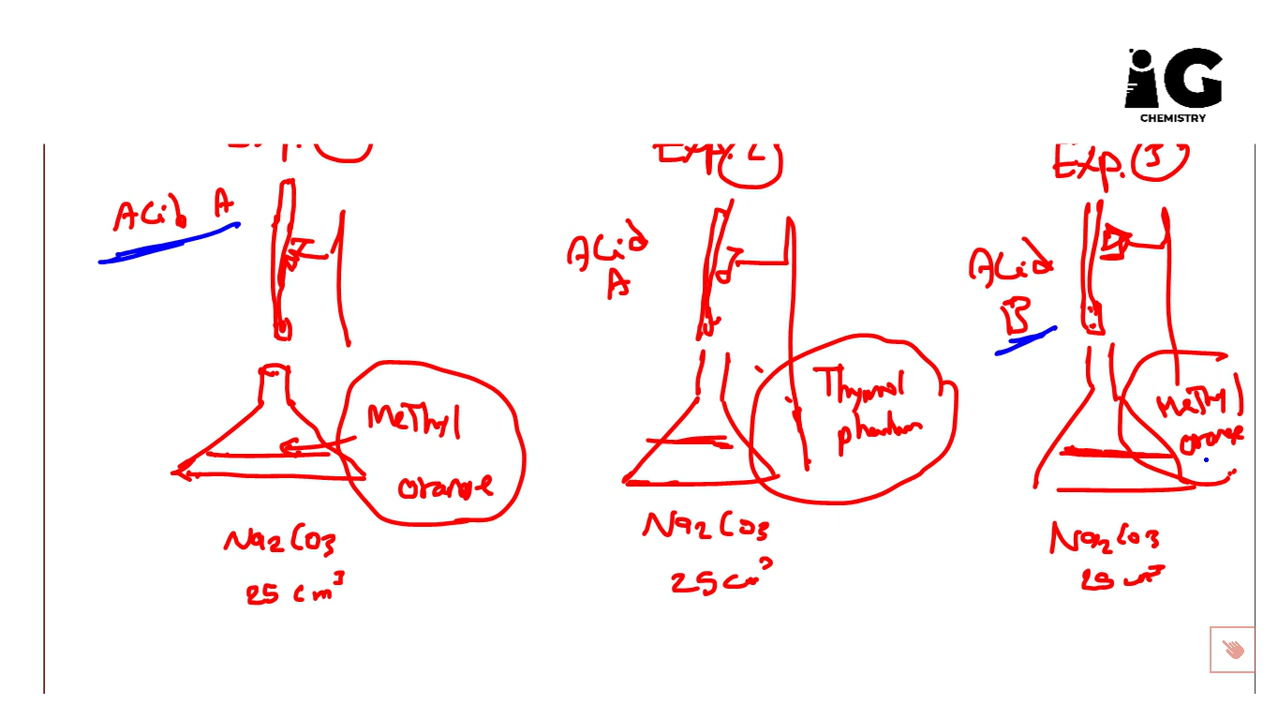 iG
CHEMISTRY
Exp. 2
Exp. 3
Acid A
Acid
A
Acid
B
Methyl
orange
Thymol
Methyl
orange
Na2CO3
25 cm3
Na2CO3
25 cm3
Na2CO3
25 cm3